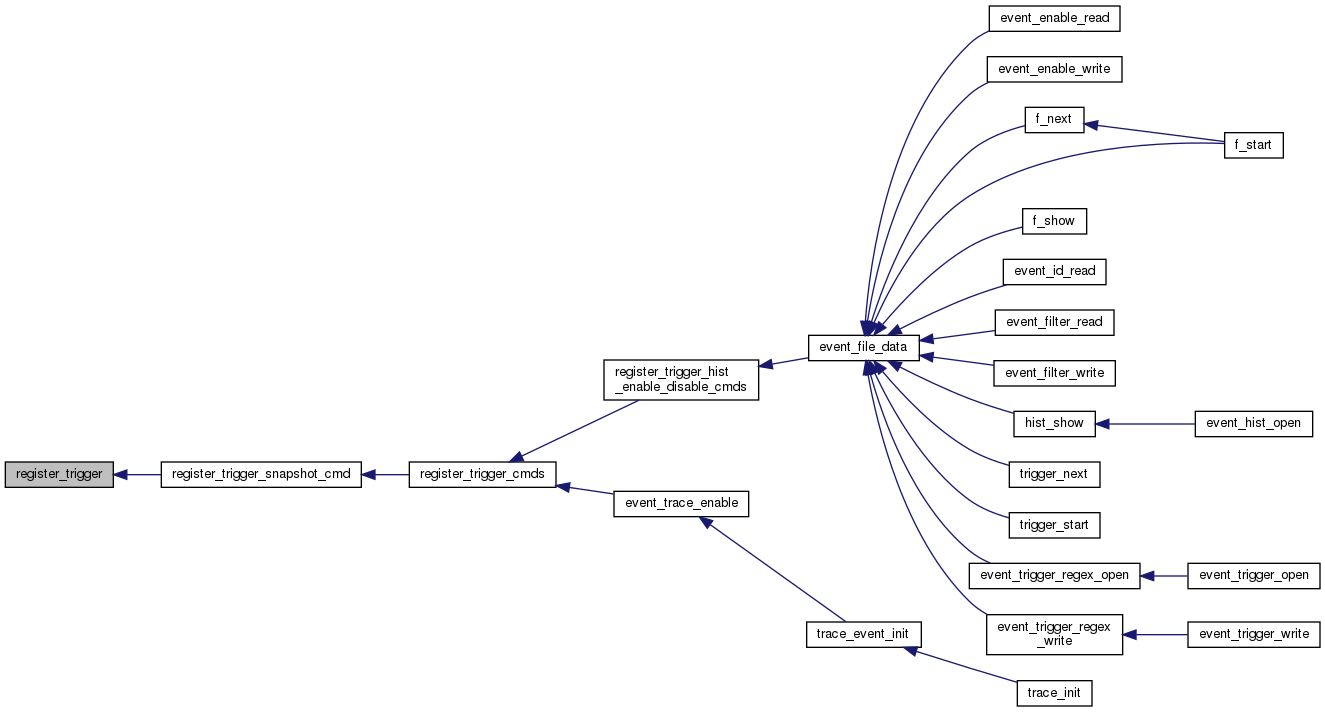 event_enable_read
event_enable_write
f_next
f_start
f_show
event_id_read
event_filter_read
event_file_data
register_trigger_hist
_enable_disable_cmds
event_filter_write
hist_show
event_hist_open
register_trigger
register_trigger_snapshot_cmd
register_trigger_cmds
trigger_next
event_trace_enable
trigger_start
event_trigger_regex_open
event_trigger_open
event_trigger_regex
_write
event_trigger_write
trace_event_init
trace_init